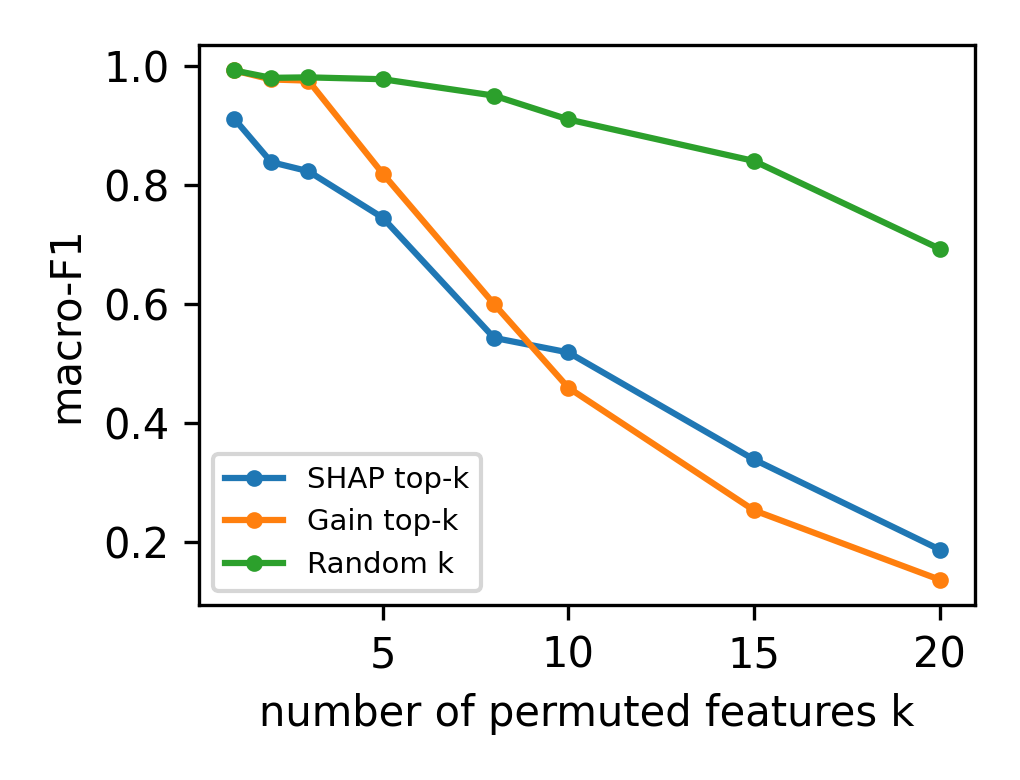 1.0
0.8
0.6
0.4
0.2
macro-F1
SHAP top-k
Gain top-k
Random k
5 10 15 20
number of permuted features k